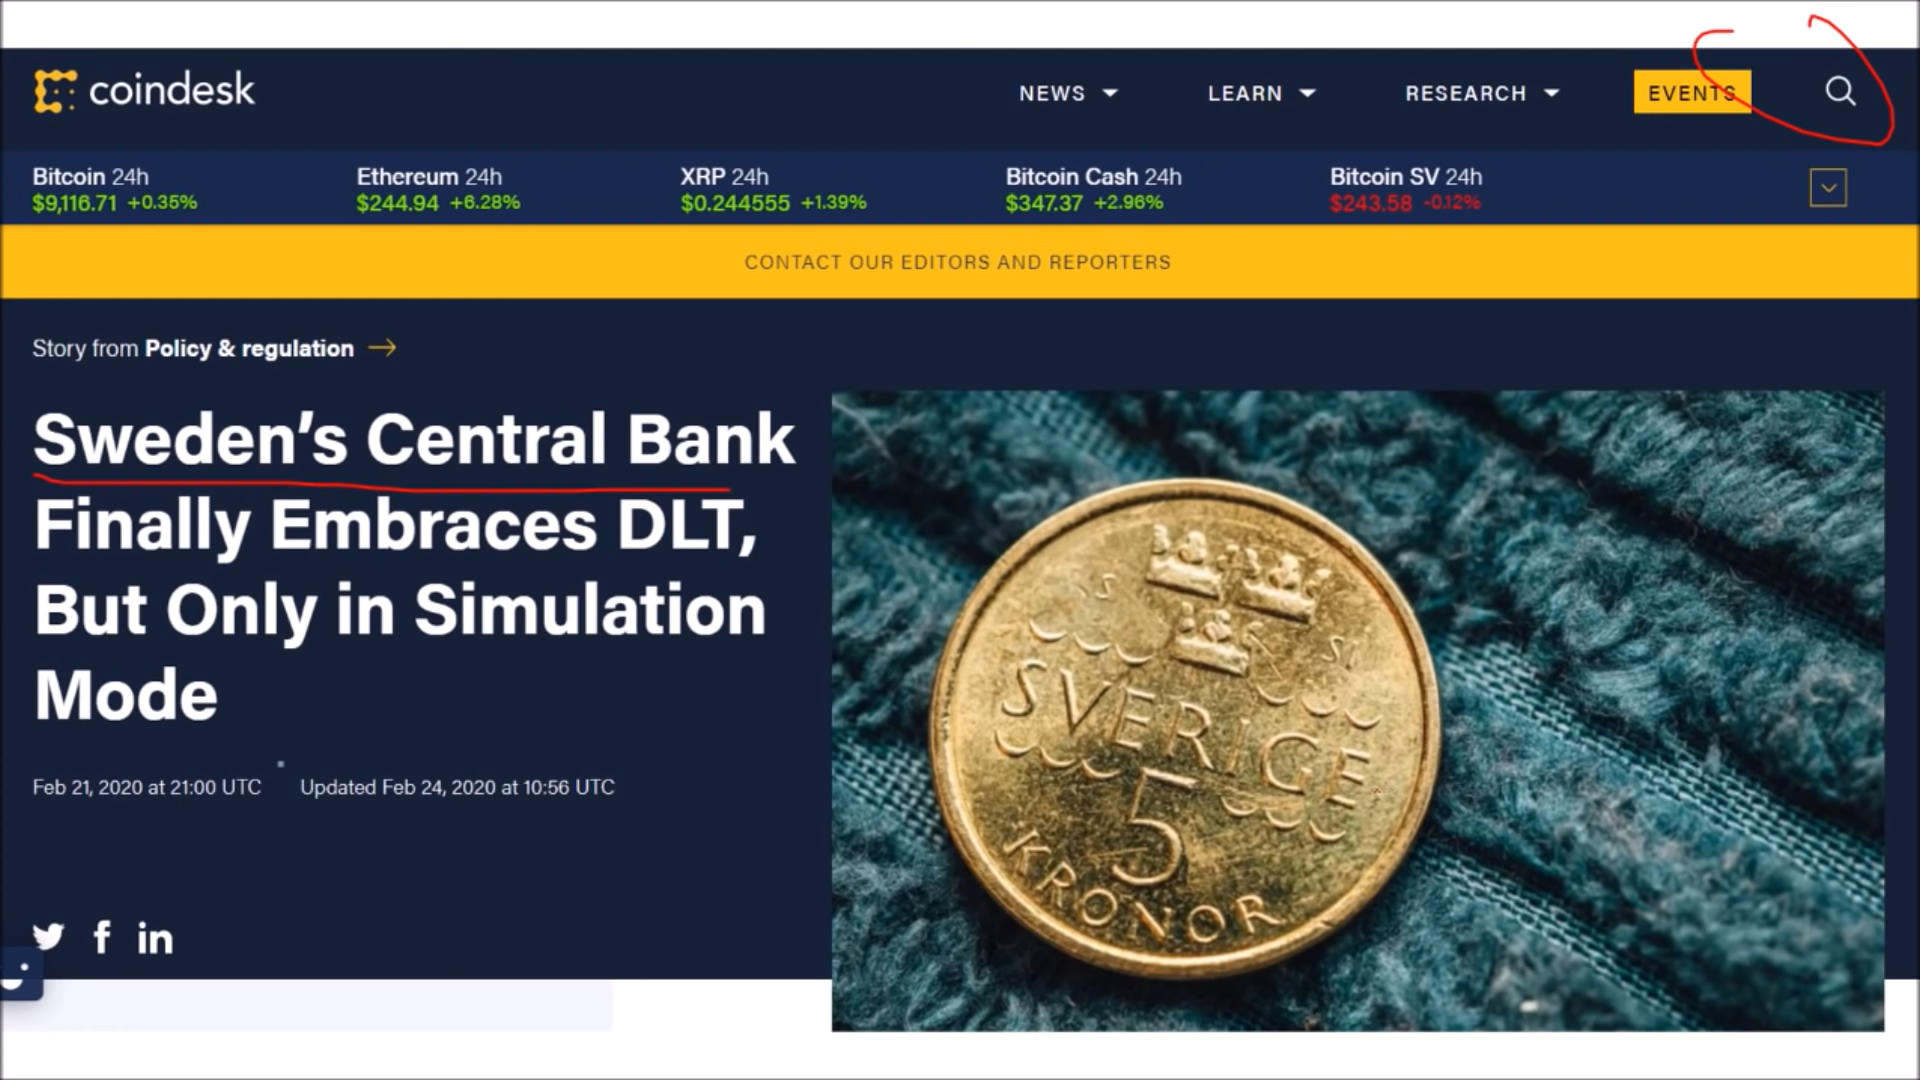 coindesk
NEWS LEARN RESEARCH EVENTS
Bitcoin 24h
$9,116.71 +0.35%
Ethereum 24h
$244.94 +6.28%
XRP 24h
$0.244555 +1.39%
Bitcoin Cash 24h
$347.37 +2.96%
Bitcoin SV 24h
$243.58 -0.12%
CONTACT OUR EDITORS AND REPORTERS
Story from Policy & regulation →
Sweden's Central Bank
Finally Embraces DLT,
But Only in Simulation
Mode
Feb 21, 2020 at 21:00 UTC Updated Feb 24, 2020 at 10:56 UTC
SVERIGE
5
KRONOR